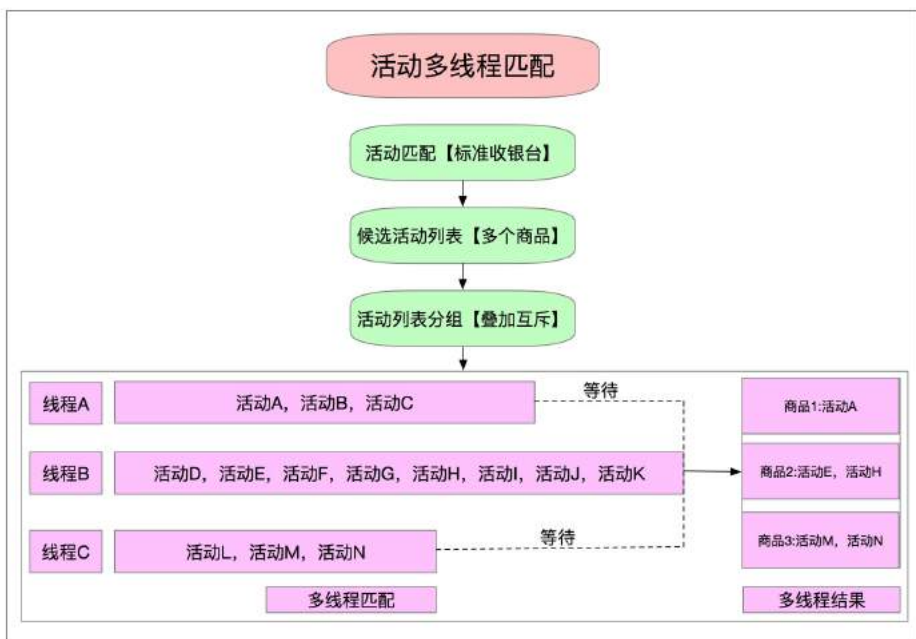 活动多线程匹配
活动匹配【标准收银台】
候选活动列表【多个商品】
活动列表分组【叠加互斥】
线程A
活动A，活动B，活动C
等待
商品1:活动A
线程B
活动D，活动E，活动F，活动G，活动H，活动I，活动J，活动K
商品2:活动E，活动H
线程C
活动L，活动M，活动N
等待
商品3:活动M，活动N
多线程匹配
多线程结果